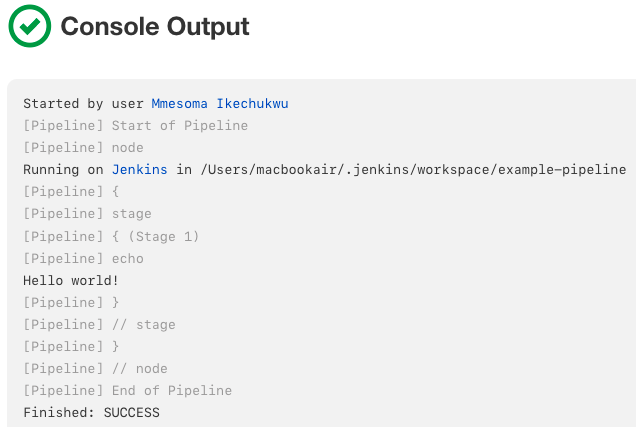 Console Output
Started by user Mmesoma Ikechukwu
[Pipeline] Start of Pipeline
[Pipeline] node
Running on Jenkins in /Users/macbookair/.jenkins/workspace/example-pipeline
[Pipeline] {
[Pipeline] stage
[Pipeline] { (Stage 1)
[Pipeline] echo
Hello world!
[Pipeline] }
[Pipeline] // stage
[Pipeline] }
[Pipeline] // node
[Pipeline] End of Pipeline
Finished: SUCCESS